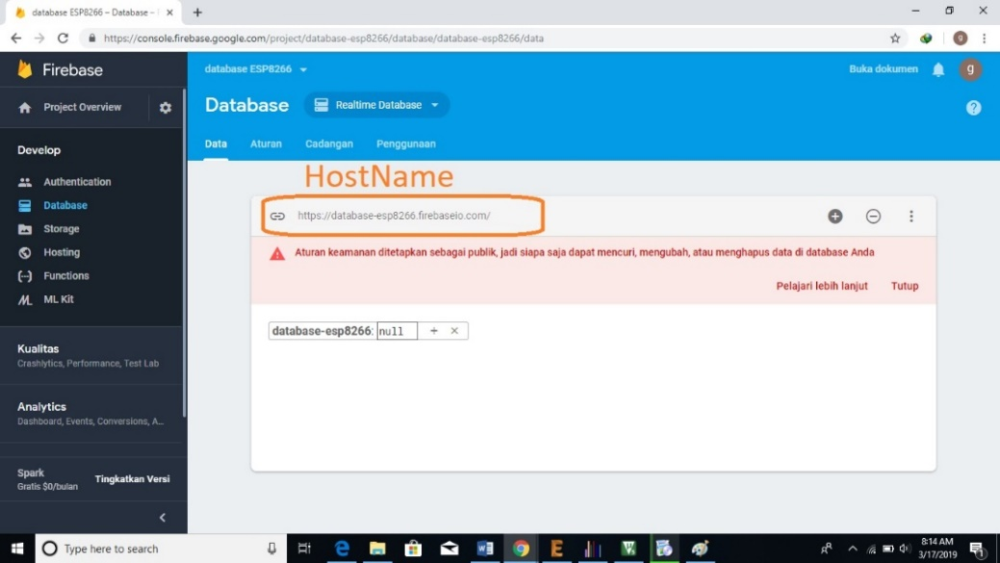 database ESP8266 – Database –
https://console.firebase.google.com/project/database-esp8266/database/database-esp8266/data
g
Firebase
database ESP8266
Buka dokumen
g
Project Overview
Database
Realtime Database
Data
Aturan
Cadangan
Penggunaan
Develop
Authentication
Database
Storage
Hosting
Functions
ML Kit
Kualitas
Crashlytics, Performance, Test Lab
Analytics
Dashboard, Events, Conversions, A...
Spark
Gratis $0/bulan
Tingkatkan Versi
HostName
https://database-esp8266.firebaseio.com/
Aturan keamanan ditetapkan sebagai publik, jadi siapa saja dapat mencuri, mengubah, atau menghapus data di database Anda
Pelajari lebih lanjut
Tutup
database-esp8266: null
Type here to search
8:14 AM
3/17/2019